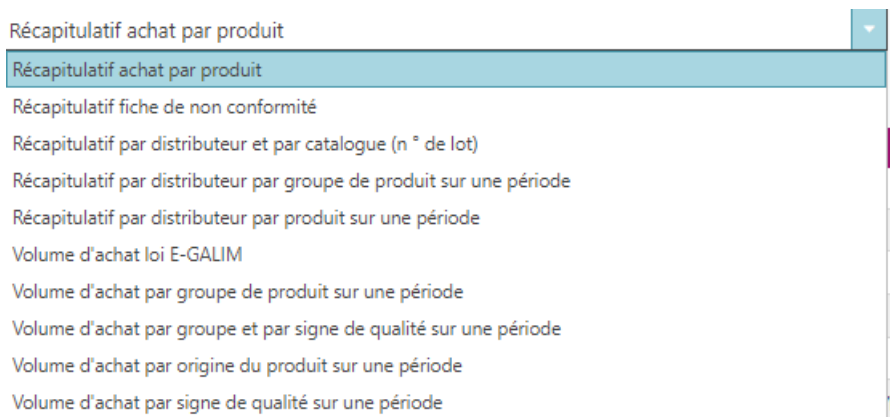 Récapitulatif achat par produit
Récapitulatif achat par produit
Récapitulatif fiche de non conformité
Récapitulatif par distributeur et par catalogue (n ° de lot)
Récapitulatif par distributeur par groupe de produit sur une période
Récapitulatif par distributeur par produit sur une période
Volume d'achat loi E-GALIM
Volume d'achat par groupe de produit sur une période
Volume d'achat par groupe et par signe de qualité sur une période
Volume d'achat par origine du produit sur une période
Volume d'achat par signe de qualité sur une période